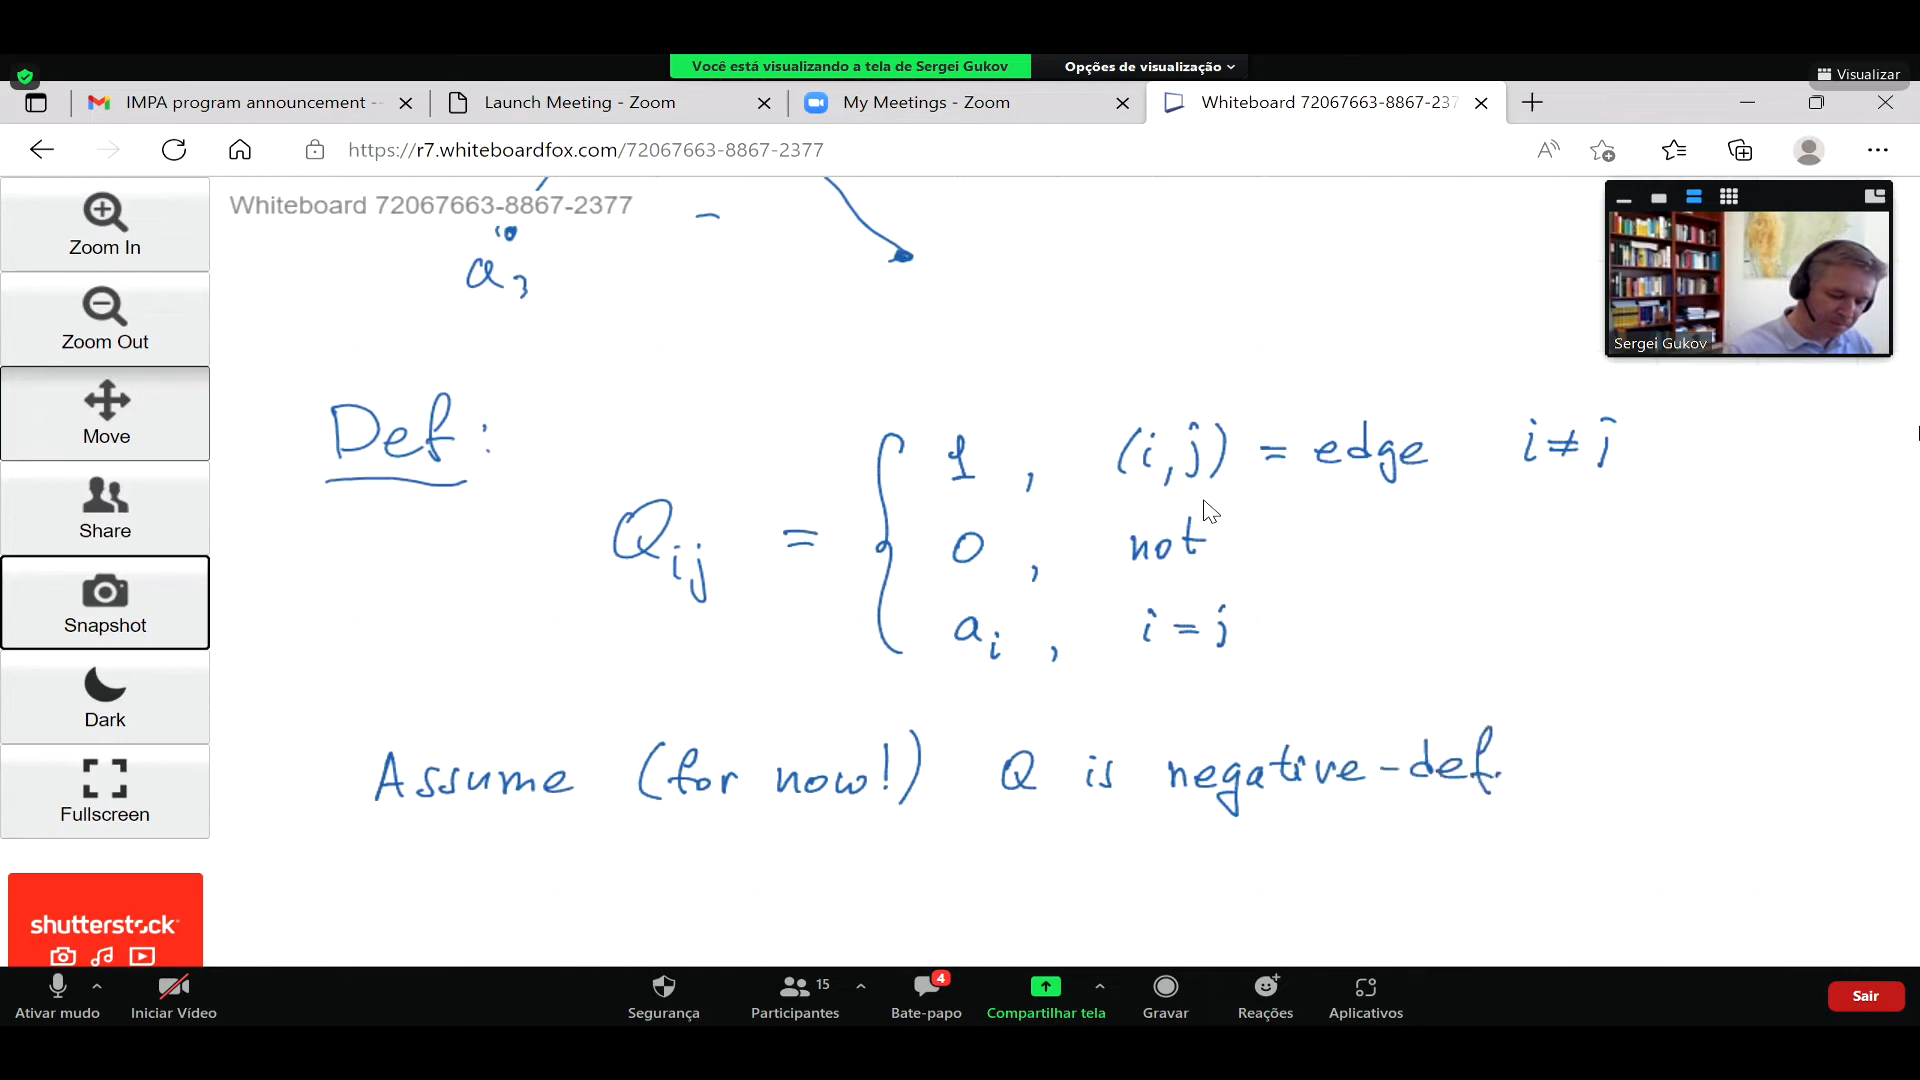 Você está visualizando a tela de Sergei Gukov
Opções de visualização
Visualizar
IMPA program announcement -
Launch Meeting - Zoom
My Meetings - Zoom
Whiteboard 72067663-8867-237
https://r7.whiteboardfox.com/72067663-8867-2377
Whiteboard 72067663-8867-2377
Zoom In
Zoom Out
Move
Share
Snapshot
Dark
Fullscreen
shutterstock
Sergei Gukov
a₃
Def:
Qᵢⱼ = { 1 , (i,j) = edge i≠j
0 , not
aᵢ , i = j
Assume (for now!) Q is negative-def.
Ativar mudo
Iniciar Vídeo
Segurança
Participantes
15
Bate-papo
4
Compartilhar tela
Gravar
Reações
Aplicativos
Sair